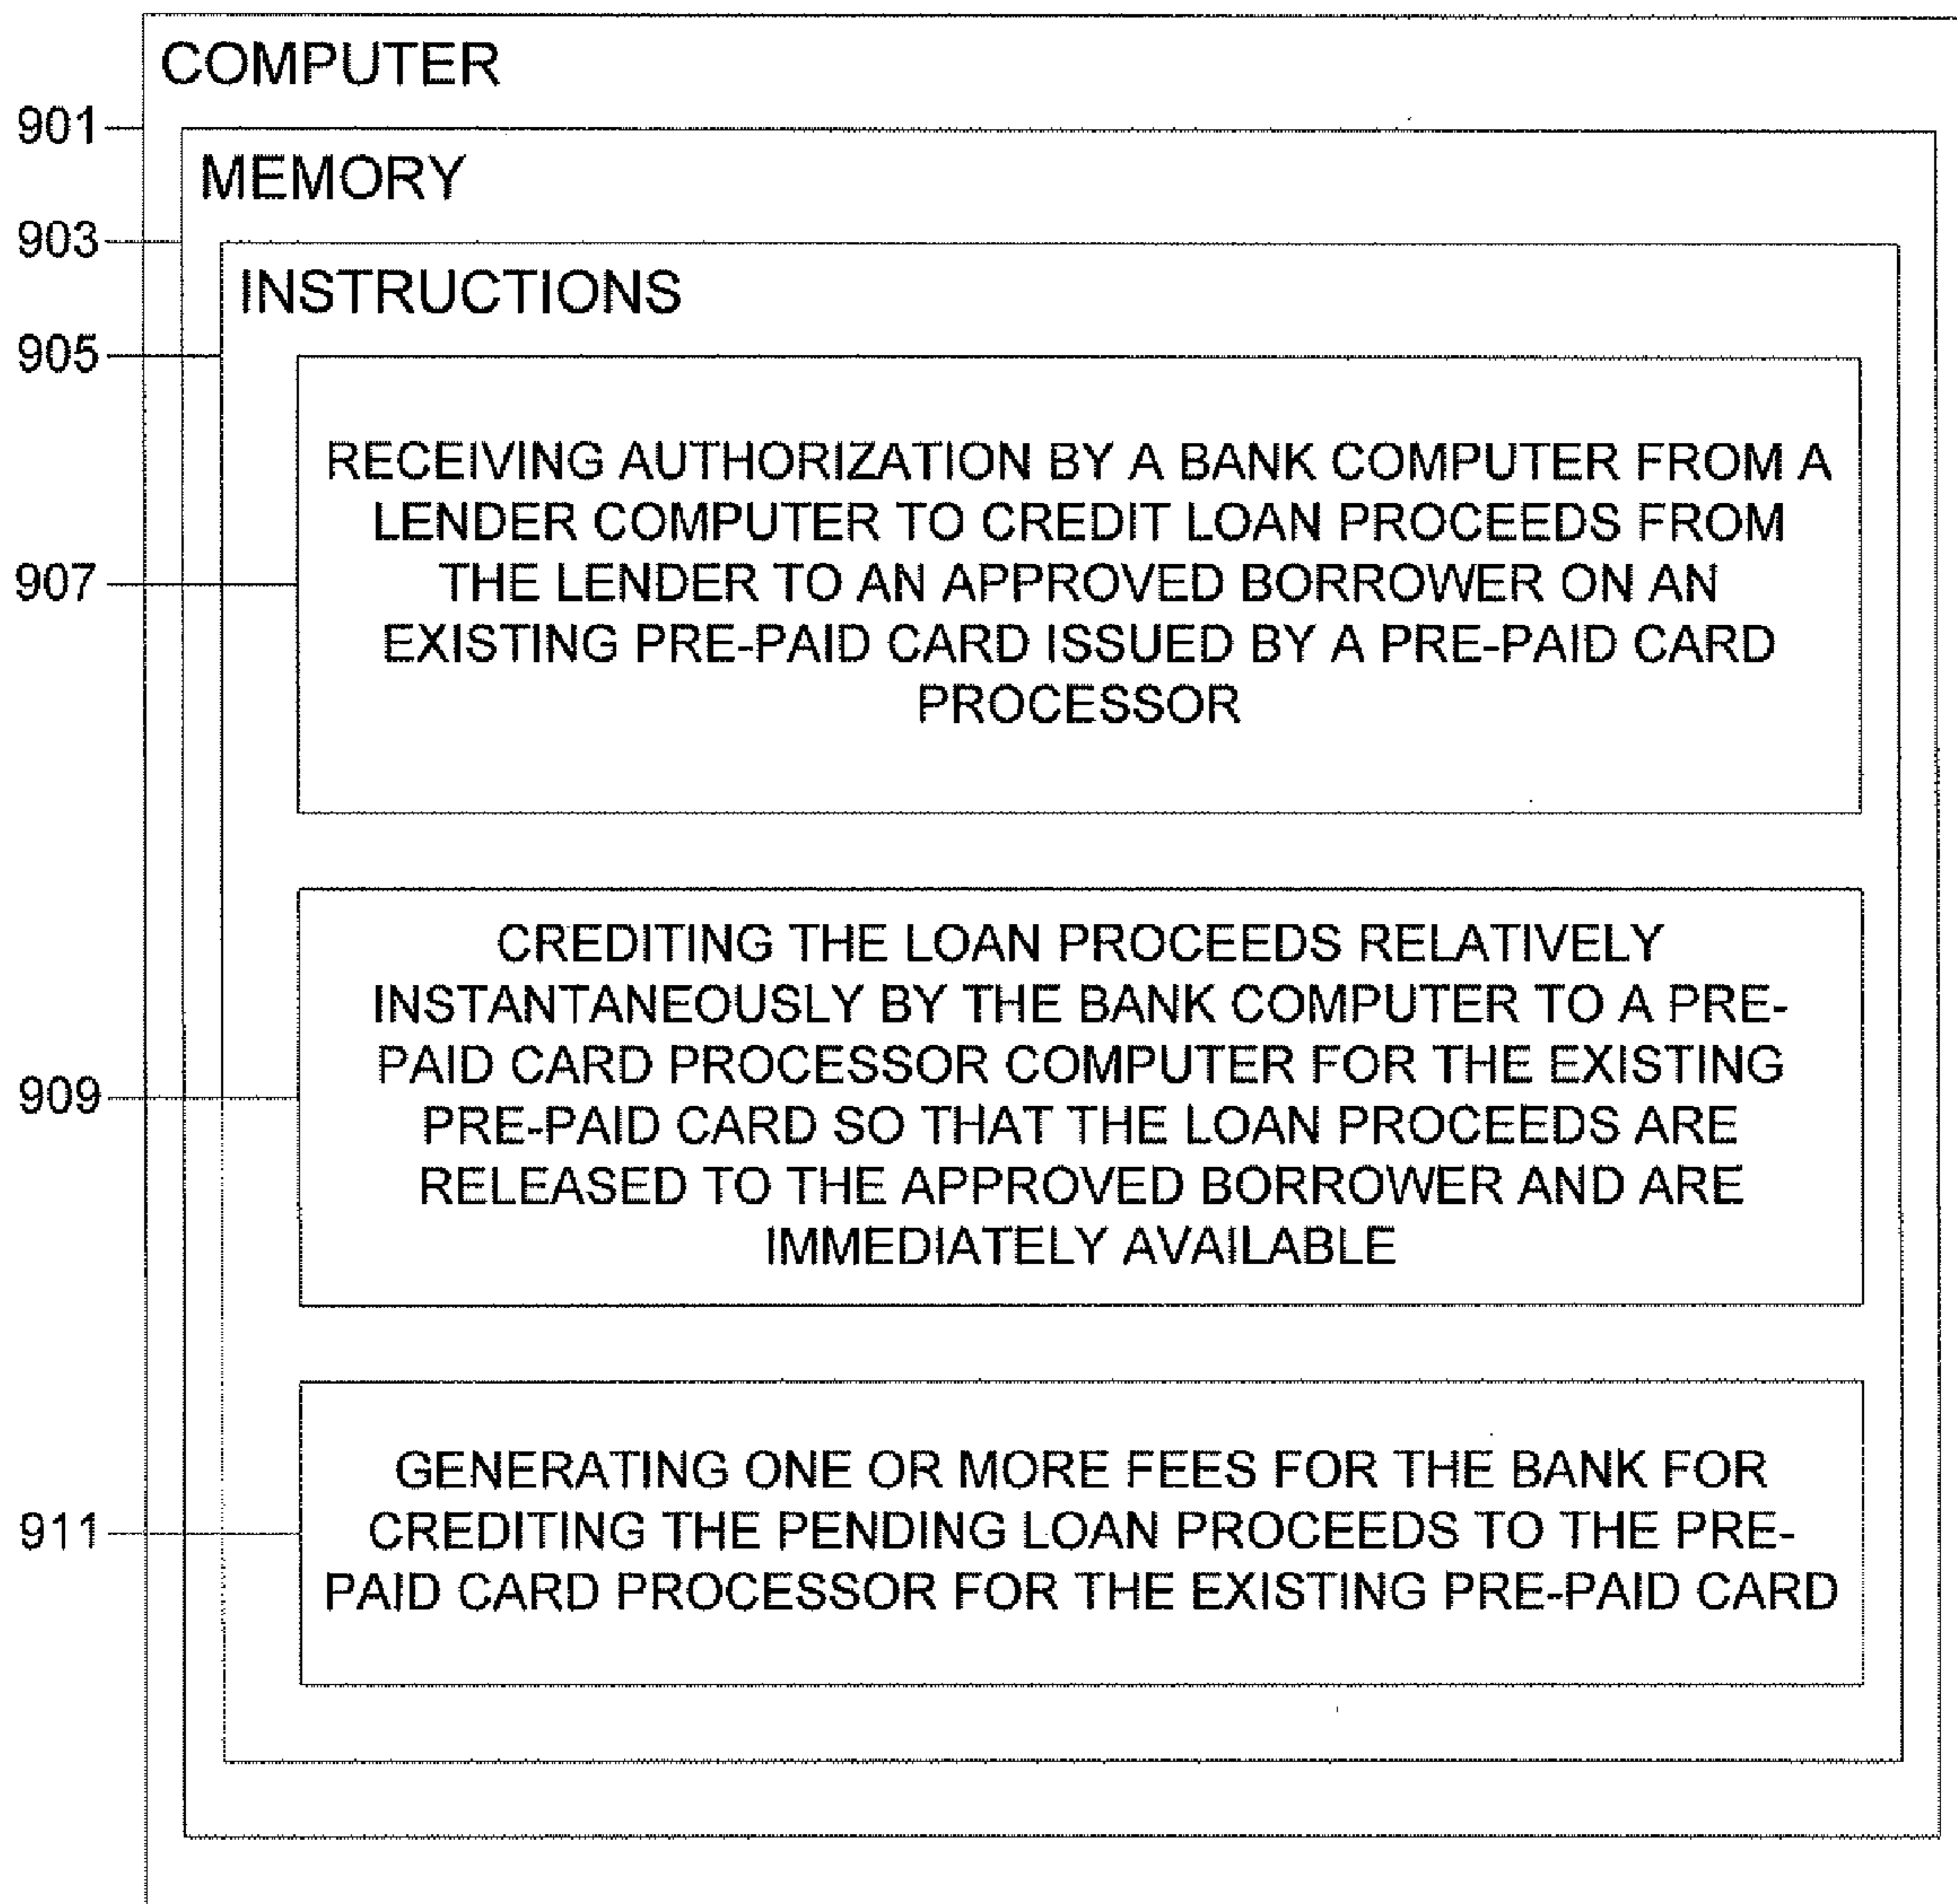 COMPUTER
901
MEMORY
903
INSTRUCTIONS
905
RECEIVING AUTHORIZATION BY A BANK COMPUTER FROM A
LENDER COMPUTER TO CREDIT LOAN PROCEEDS FROM
907
THE LENDER TO AN APPROVED BORROWER ON AN
EXISTING PRE-PAID CARD ISSUED BY A PRE-PAID CARD
PROCESSOR
CREDITING THE LOAN PROCEEDS RELATIVELY
INSTANTANEOUSLY BY THE BANK COMPUTER TO A PRE-
PAID CARD PROCESSOR COMPUTER FOR THE EXISTING
909
PRE-PAID CARD SO THAT THE LOAN PROCEEDS ARE
RELEASED TO THE APPROVED BORROWER AND ARE
IMMEDIATELY AVAILABLE
GENERATING ONE OR MORE FEES FOR THE BANK FOR
911
CREDITING THE PENDING LOAN PROCEEDS TO THE PRE-
PAID CARD PROCESSOR FOR THE EXISTING PRE-PAID CARD